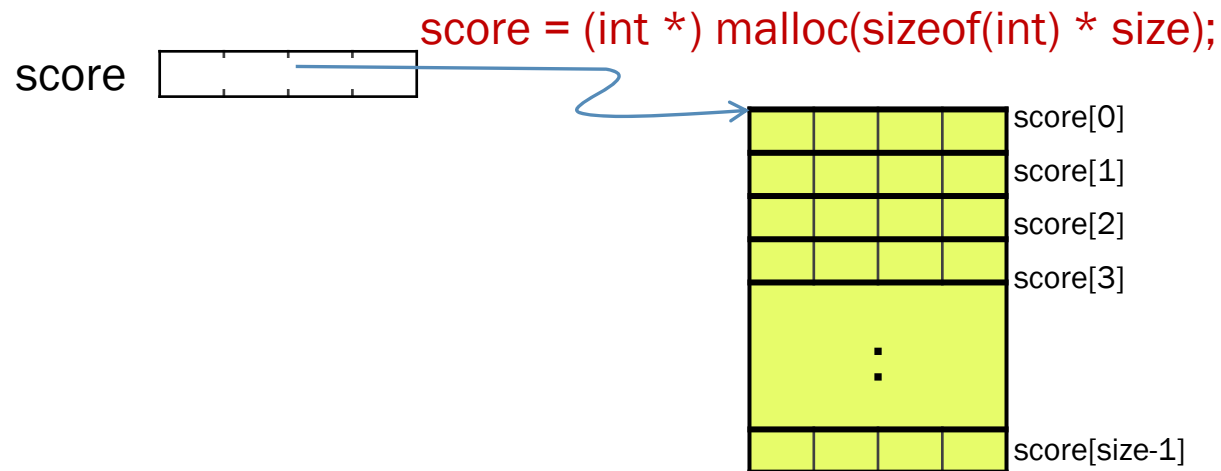 score = (int *) malloc(sizeof(int) * size);
score
score[0]
score[1]
score[2]
score[3]
:
score[size-1]